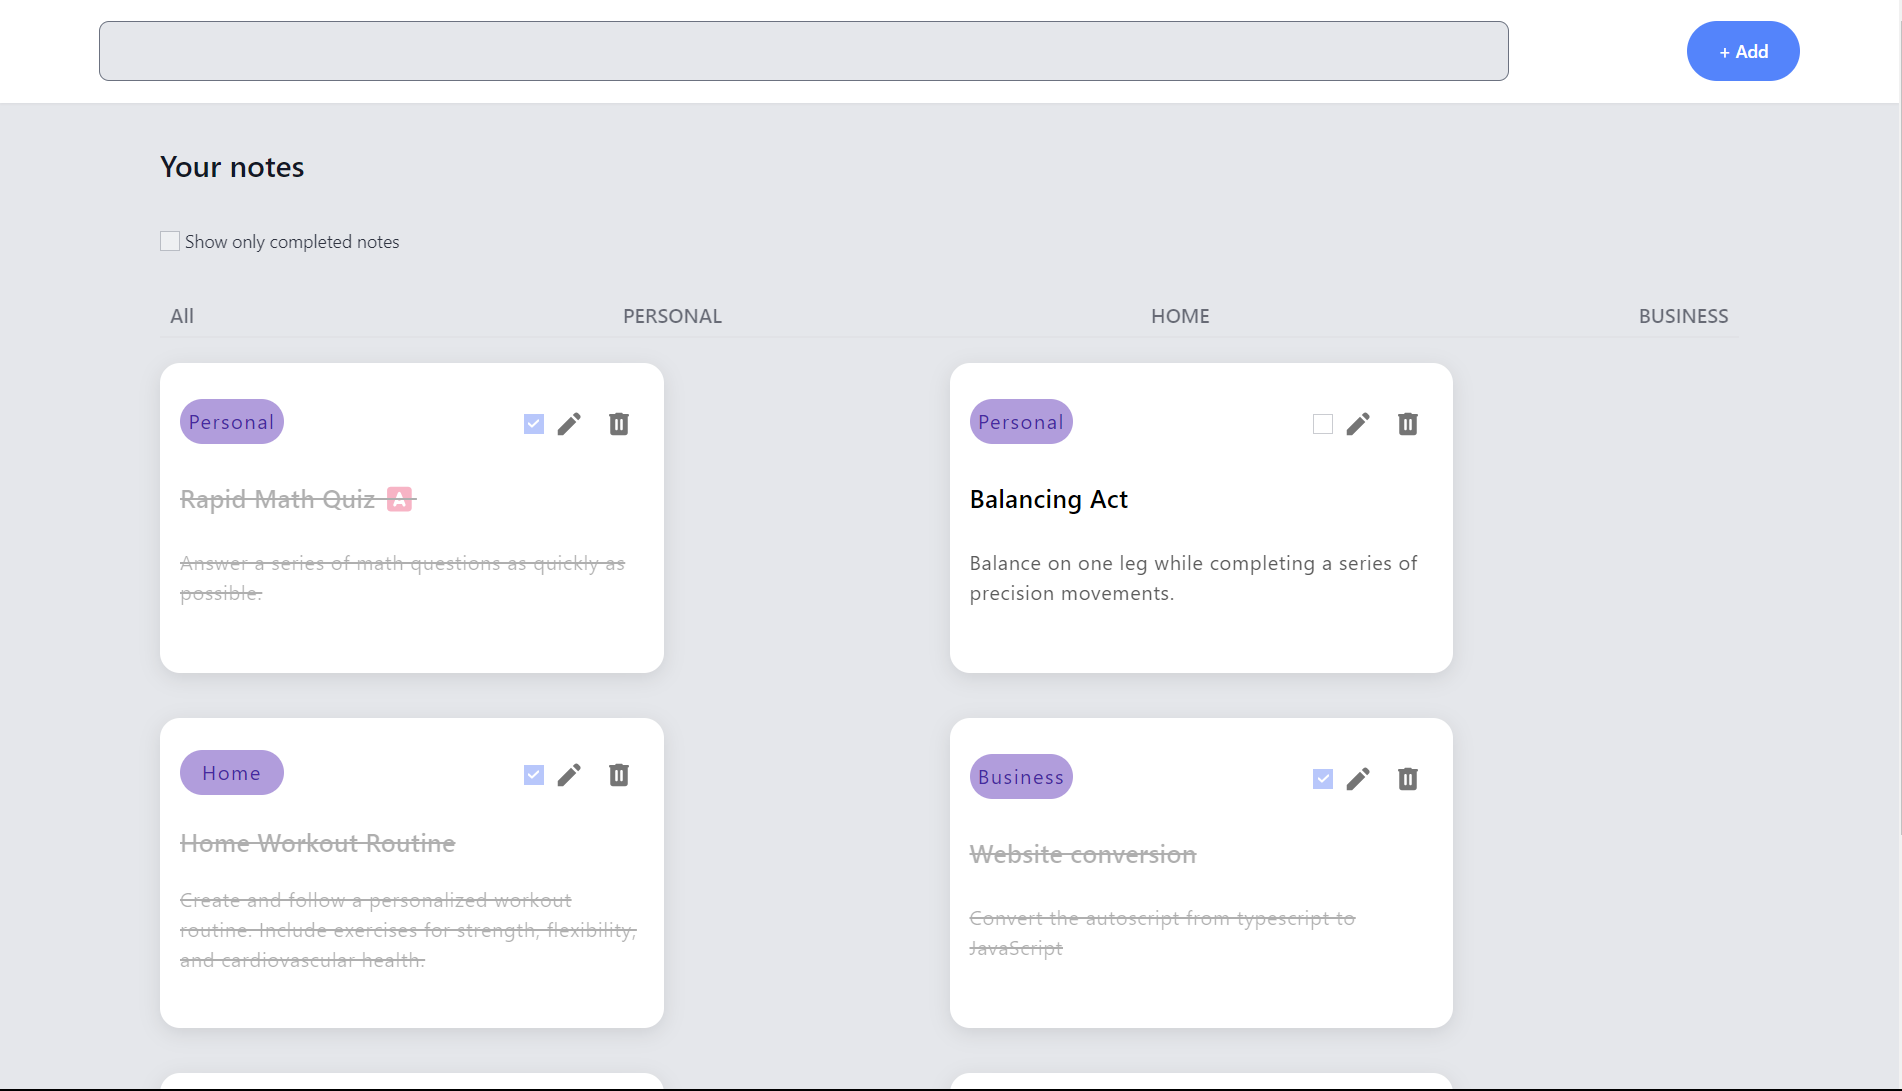 + Add
Your notes
Show only completed notes
All PERSONAL HOME BUSINESS
Personal
Rapid Math Quiz 🅰
Answer a series of math questions as quickly as
possible.
Personal
Balancing Act
Balance on one leg while completing a series of
precision movements.
Home
Home Workout Routine
Create and follow a personalized workout
routine. Include exercises for strength, flexibility,
and cardiovascular health.
Business
Website conversion
Convert the autoscript from typescript to
JavaScript